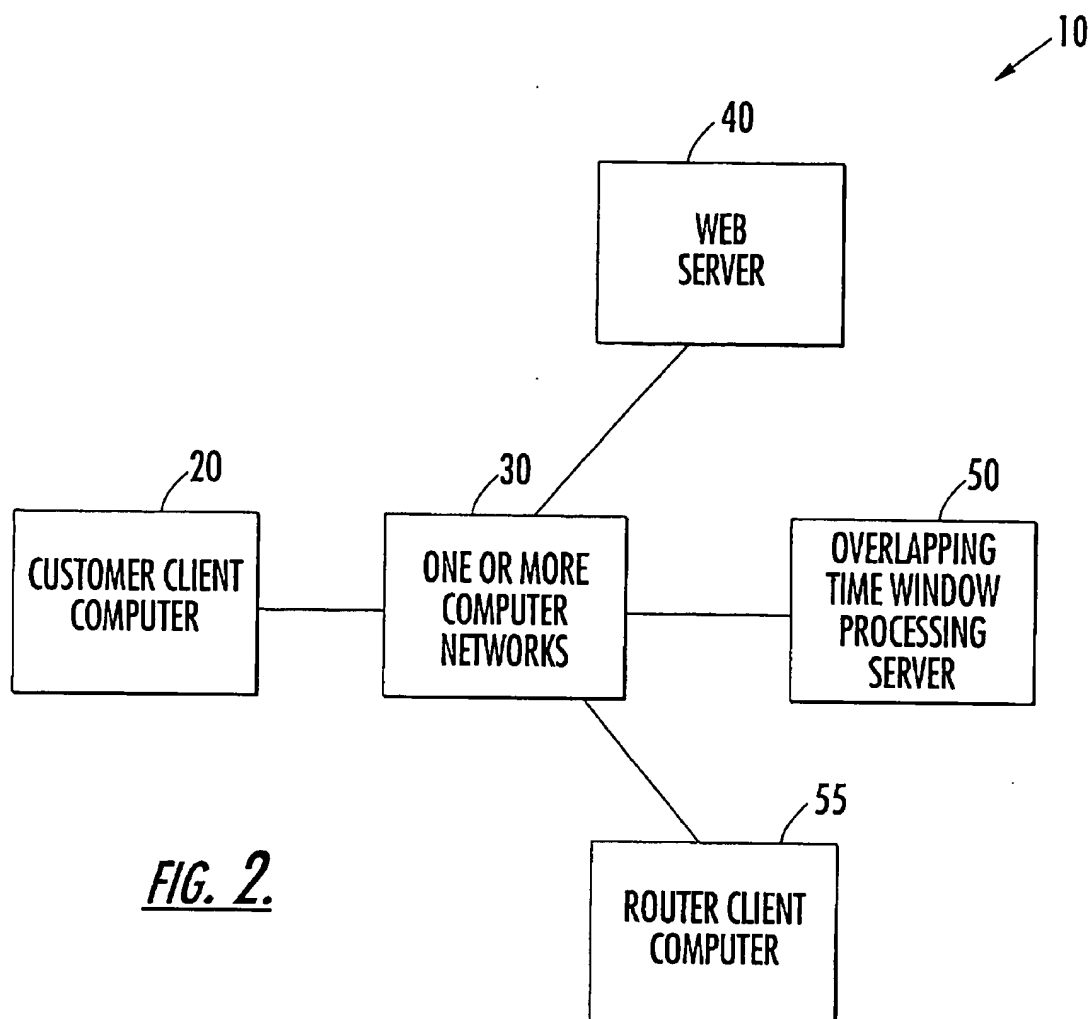 10
40
WEB
SERVER
20
CUSTOMER CLIENT
COMPUTER
30
ONE OR MORE
COMPUTER
NETWORKS
50
OVERLAPPING
TIME WINDOW
PROCESSING
SERVER
55
ROUTER CLIENT
COMPUTER
FIG. 2.